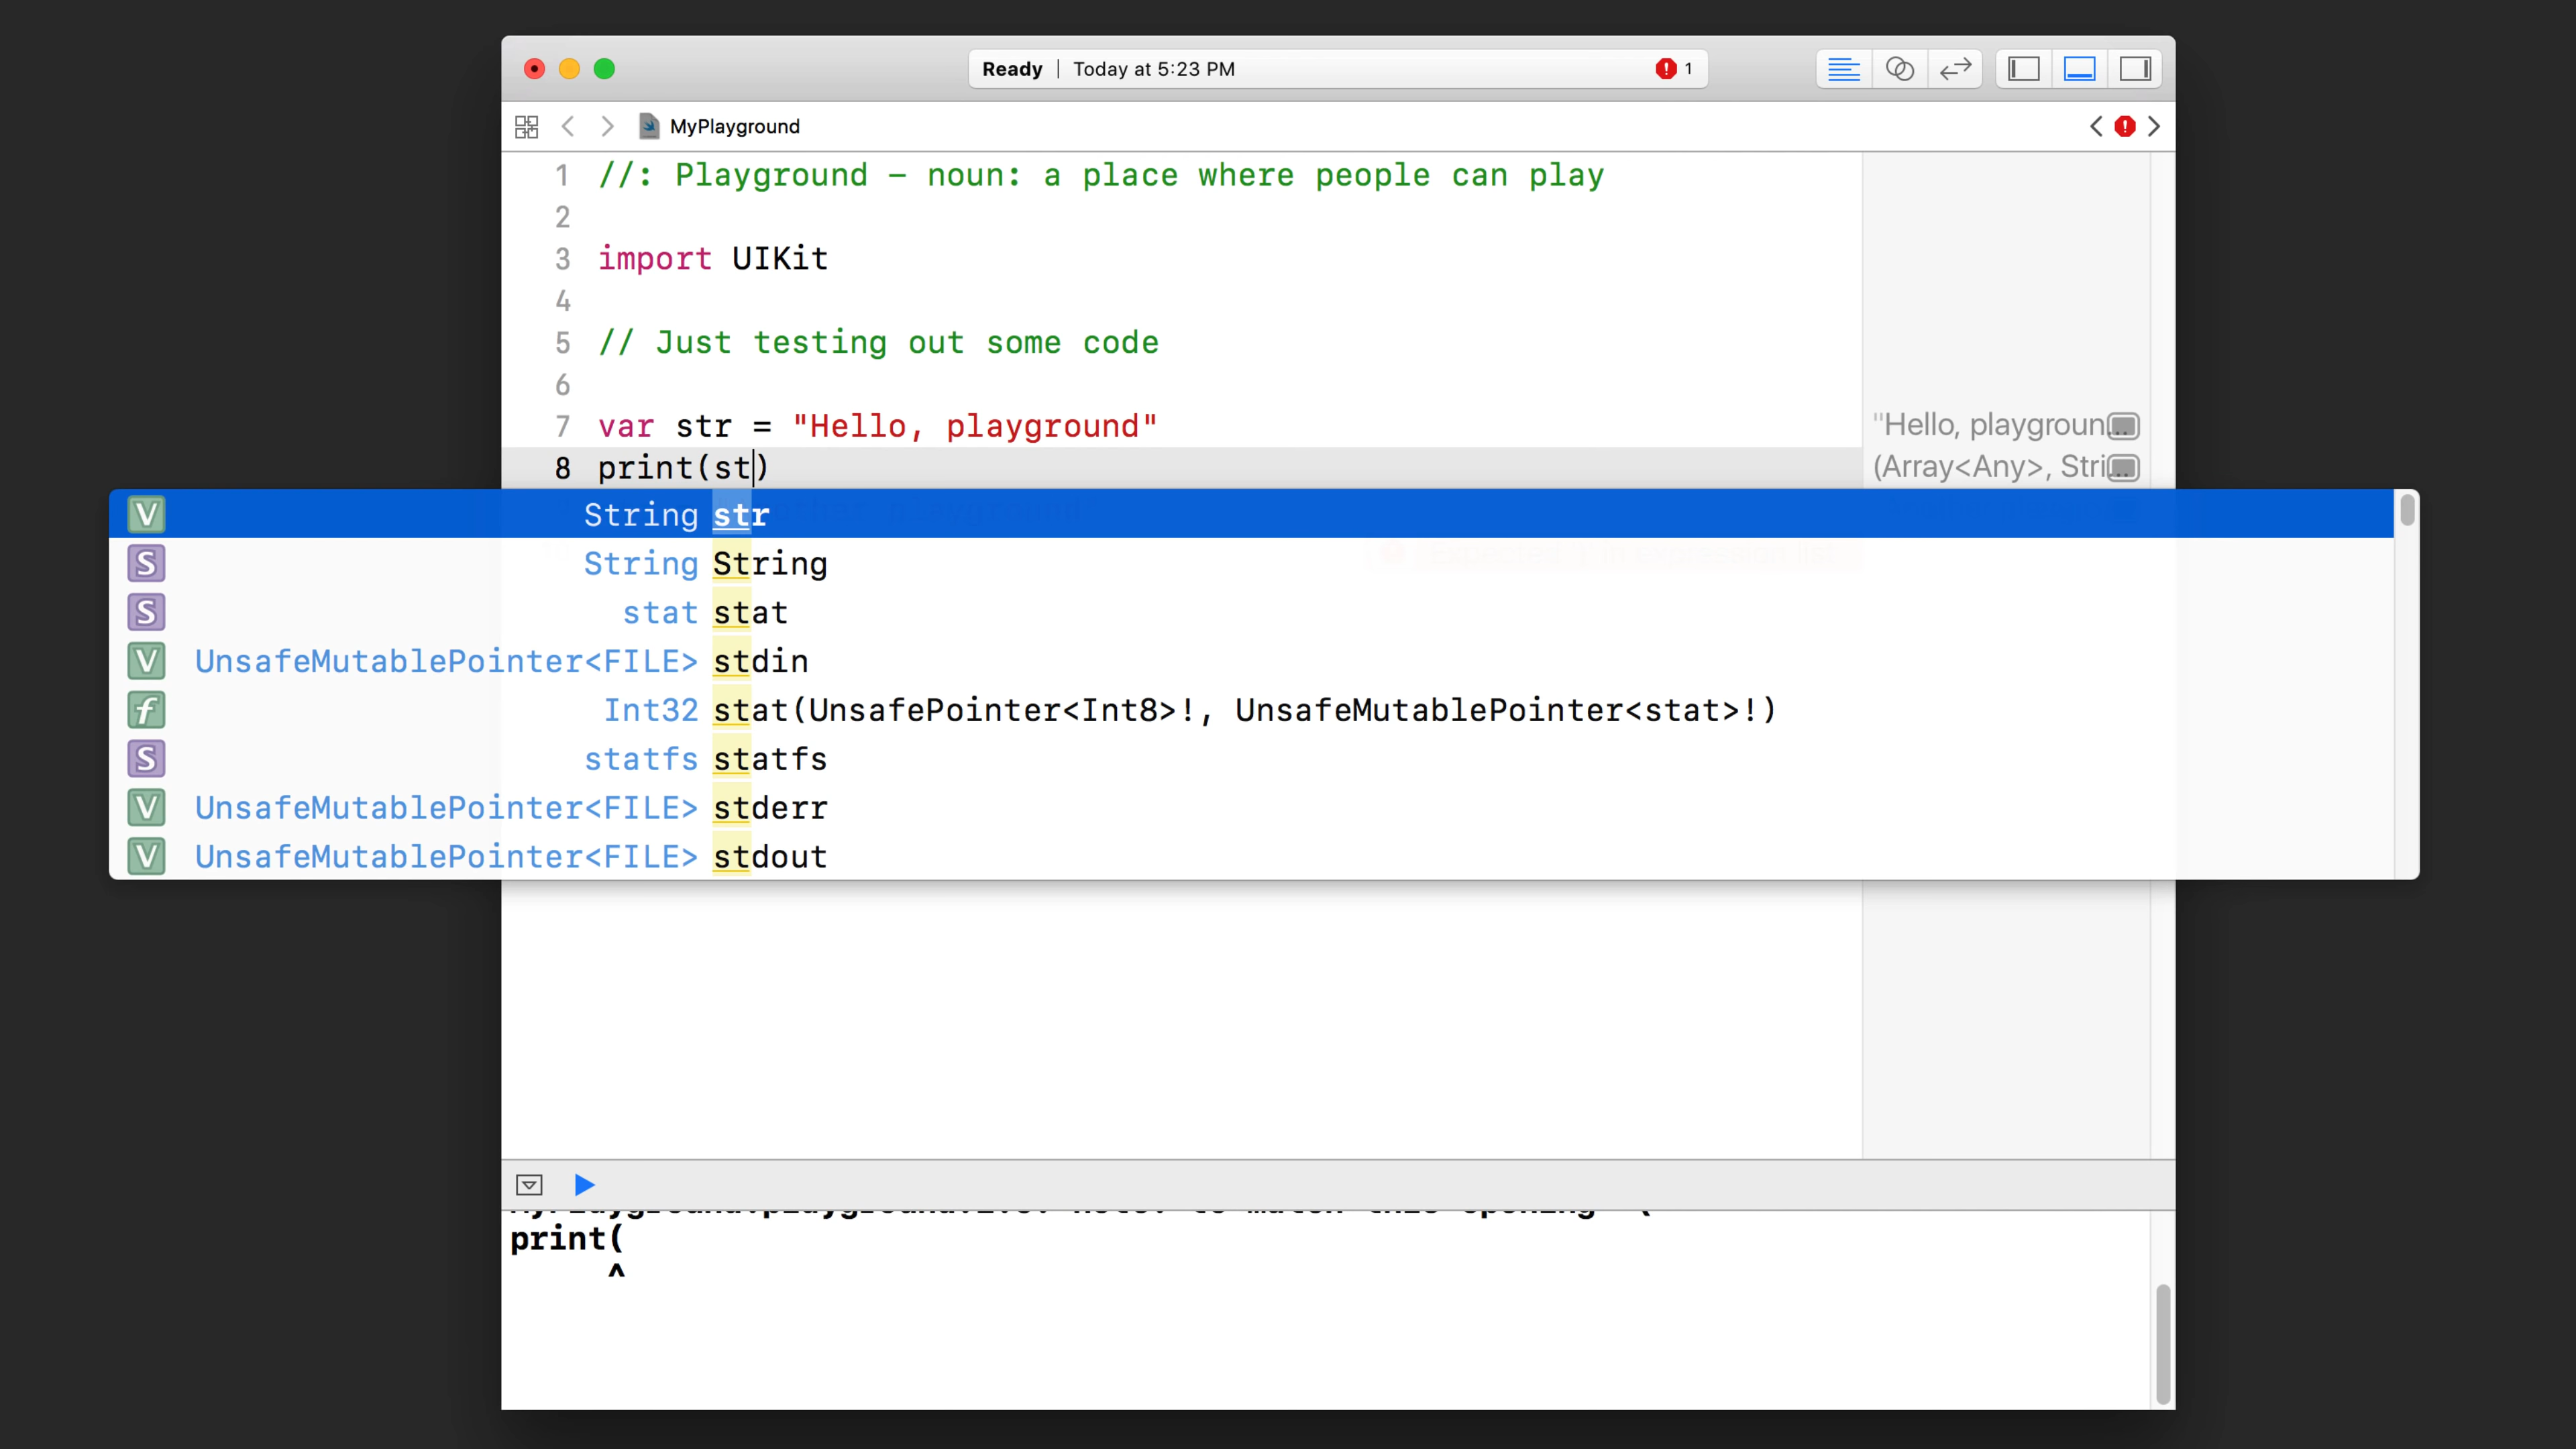 Ready | Today at 5:23 PM 1
MyPlayground
1 //: Playground - noun: a place where people can play
2
3 import UIKit
4
5 // Just testing out some code
6
7 var str = "Hello, playground"
"Hello, playgroun...
8 print(st)
(Array<Any>, Stri...
V String str
S String String
S stat stat
V UnsafeMutablePointer<FILE> stdin
f Int32 stat(UnsafePointer<Int8>!, UnsafeMutablePointer<stat>!)
S statfs statfs
V UnsafeMutablePointer<FILE> stderr
V UnsafeMutablePointer<FILE> stdout
print(
^